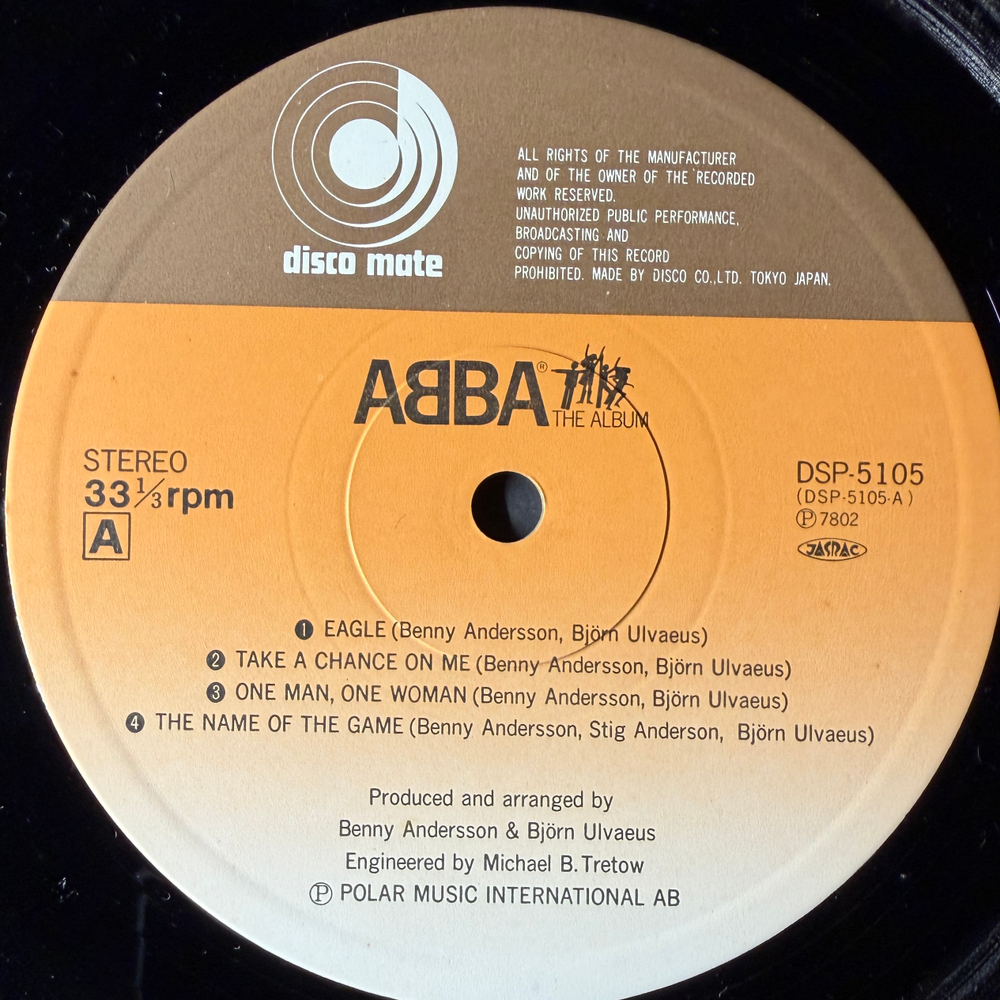 disco mate
ALL RIGHTS OF THE MANUFACTURER
AND OF THE OWNER OF THE RECORDED
WORK RESERVED.
UNAUTHORIZED PUBLIC PERFORMANCE,
BROADCASTING AND
COPYING OF THIS RECORD
PROHIBITED. MADE BY DISCO CO.,LTD. TOKYO JAPAN.
ABBA®
THE ALBUM
STEREO
33 1/3 rpm
A
DSP-5105
(DSP-5105-A)
Ⓟ 7802
JASRAC
❶ EAGLE (Benny Andersson, Björn Ulvaeus)
❷ TAKE A CHANCE ON ME (Benny Andersson, Björn Ulvaeus)
❸ ONE MAN, ONE WOMAN (Benny Andersson, Björn Ulvaeus)
❹ THE NAME OF THE GAME (Benny Andersson, Stig Anderson, Björn Ulvaeus)
Produced and arranged by
Benny Andersson & Björn Ulvaeus
Engineered by Michael B. Tretow
Ⓟ POLAR MUSIC INTERNATIONAL AB